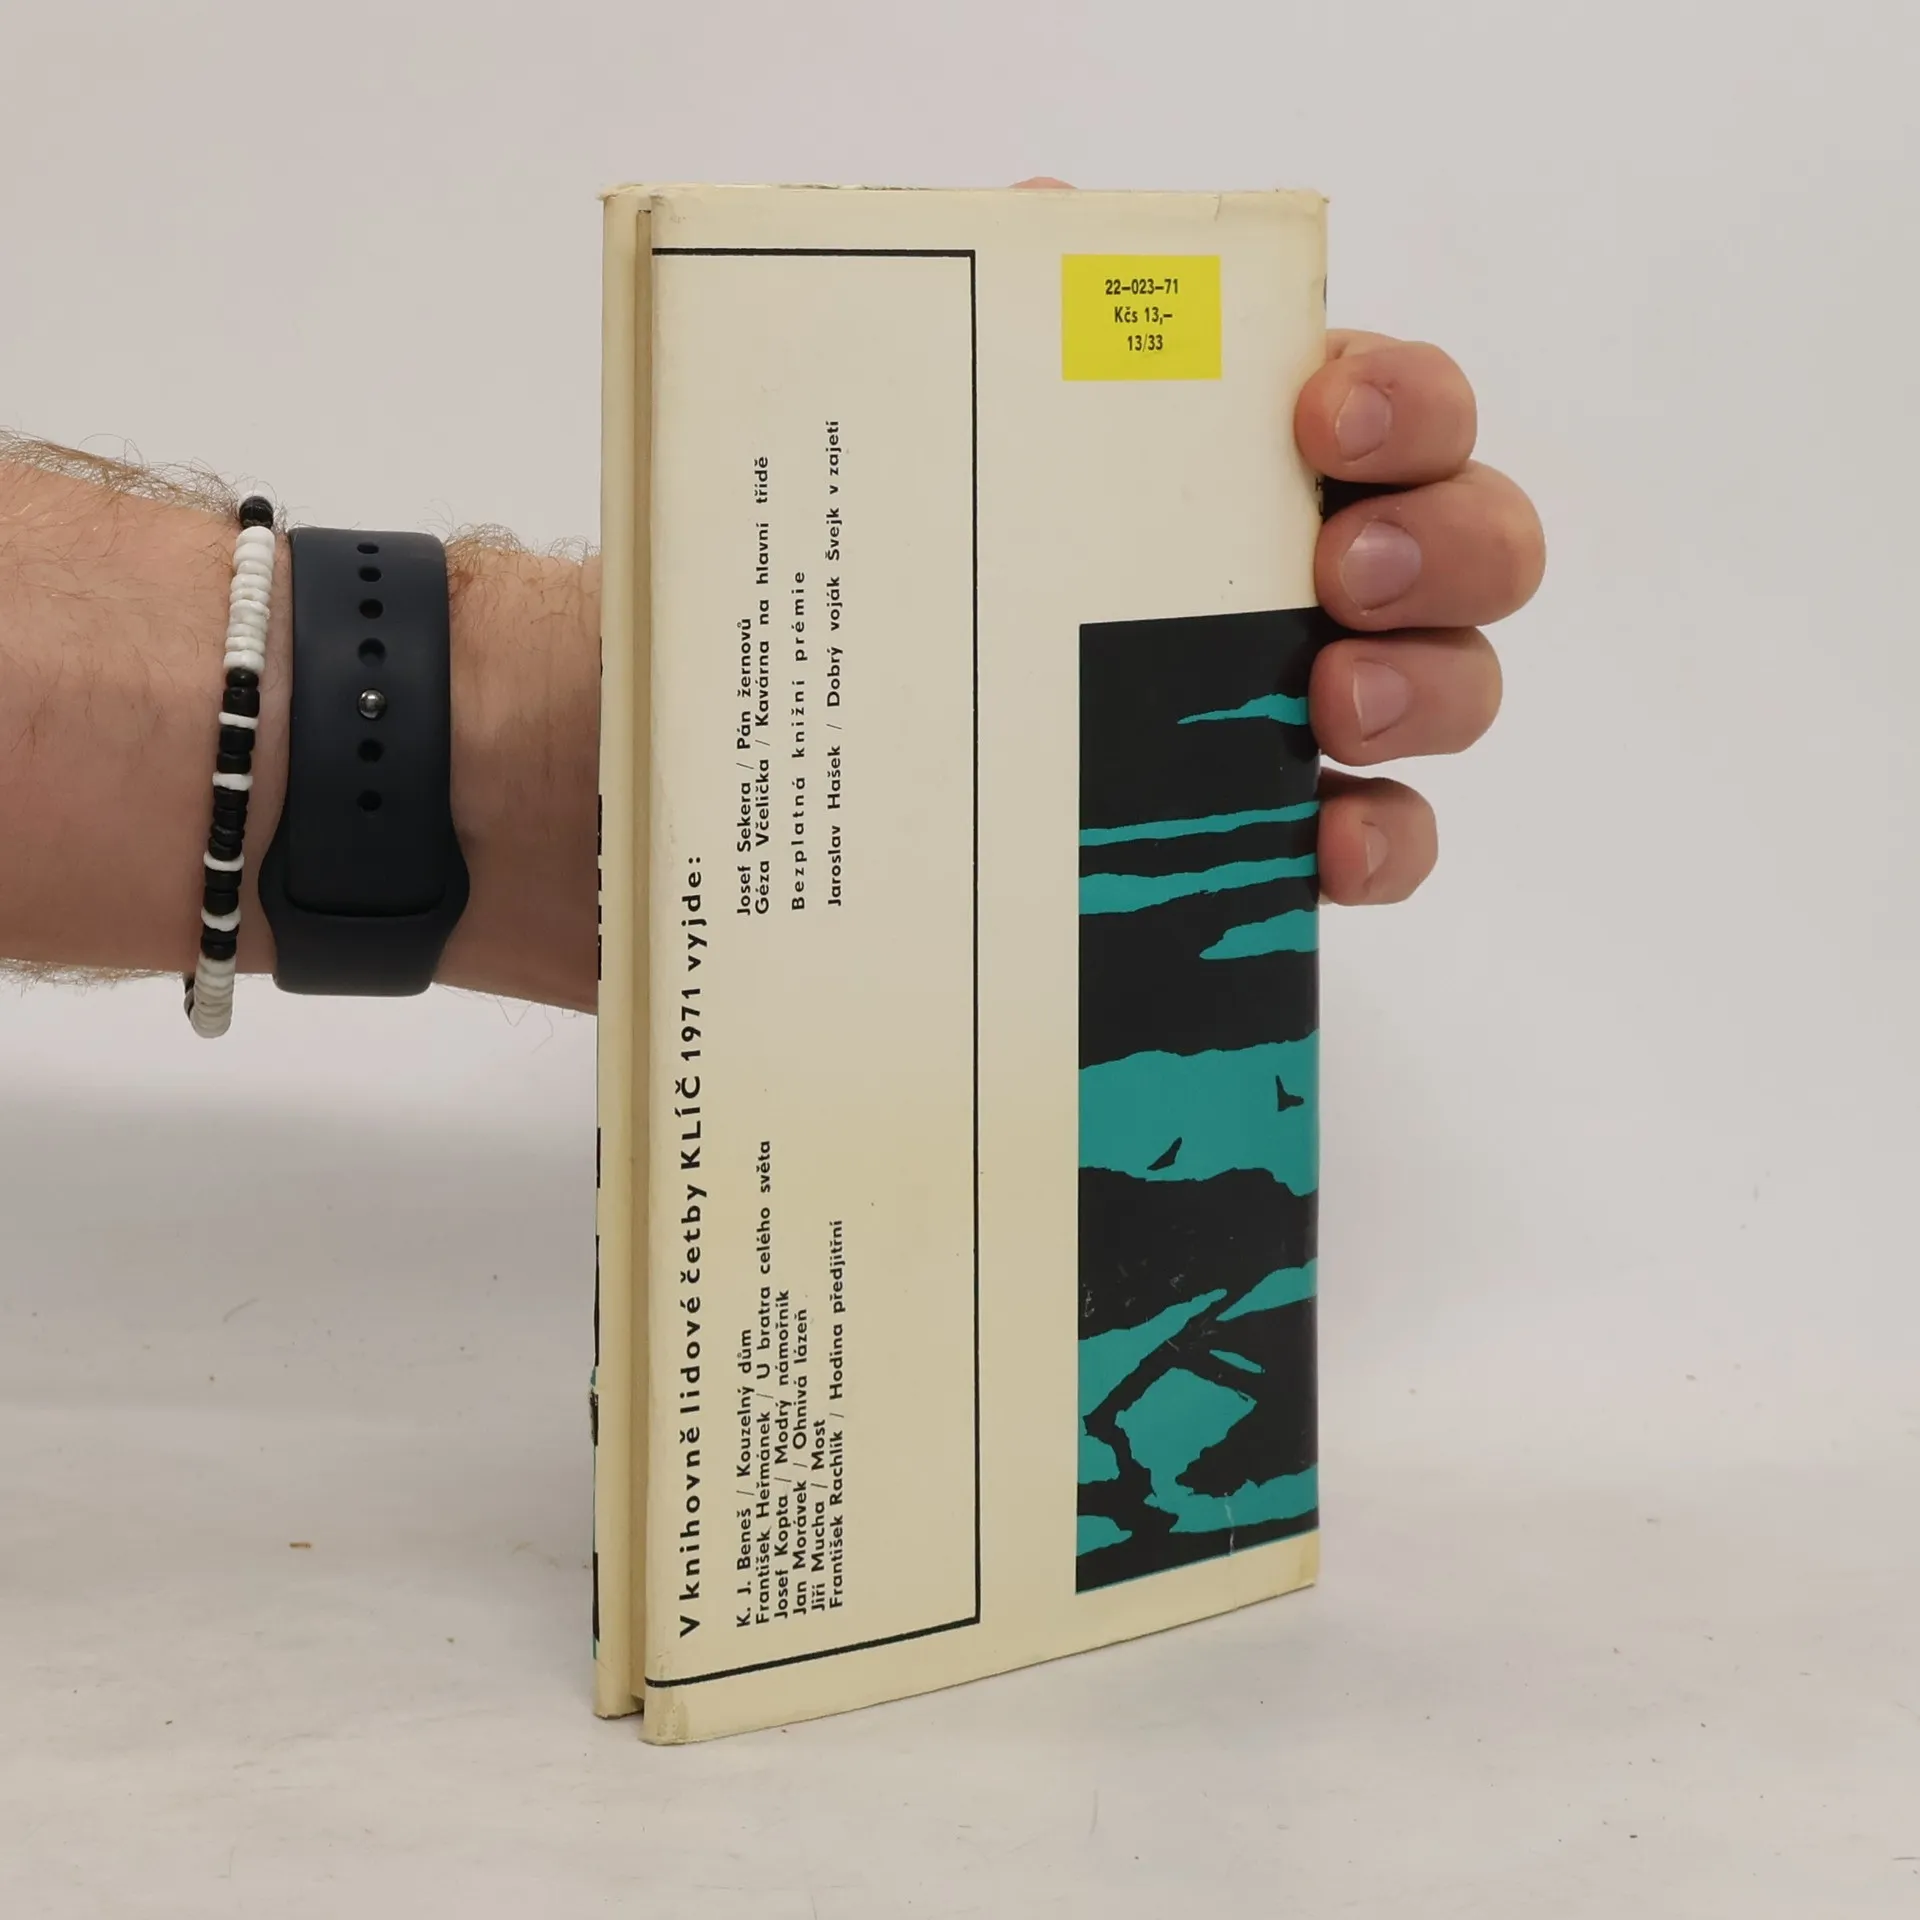 22–023–71
Kčs 13,–
13/33
V knihovně lidové četby KLÍČ 1971 vyjde:
K. J. Beneš / Kouzelný dům
František Heřmánek / U bratra celého světa
Josef Kopta / Modrý námořník
Jan Morávek / Ohnivá lázeň
Jiří Mucha / Most
František Rachlík / Hodina předjitřní
Josef Sekera / Pán žernovů
Géza Včelička / Kavárna na hlavní třídě
Bezplatná knižní prémie
Jaroslav Hašek / Dobrý voják Švejk v zajetí